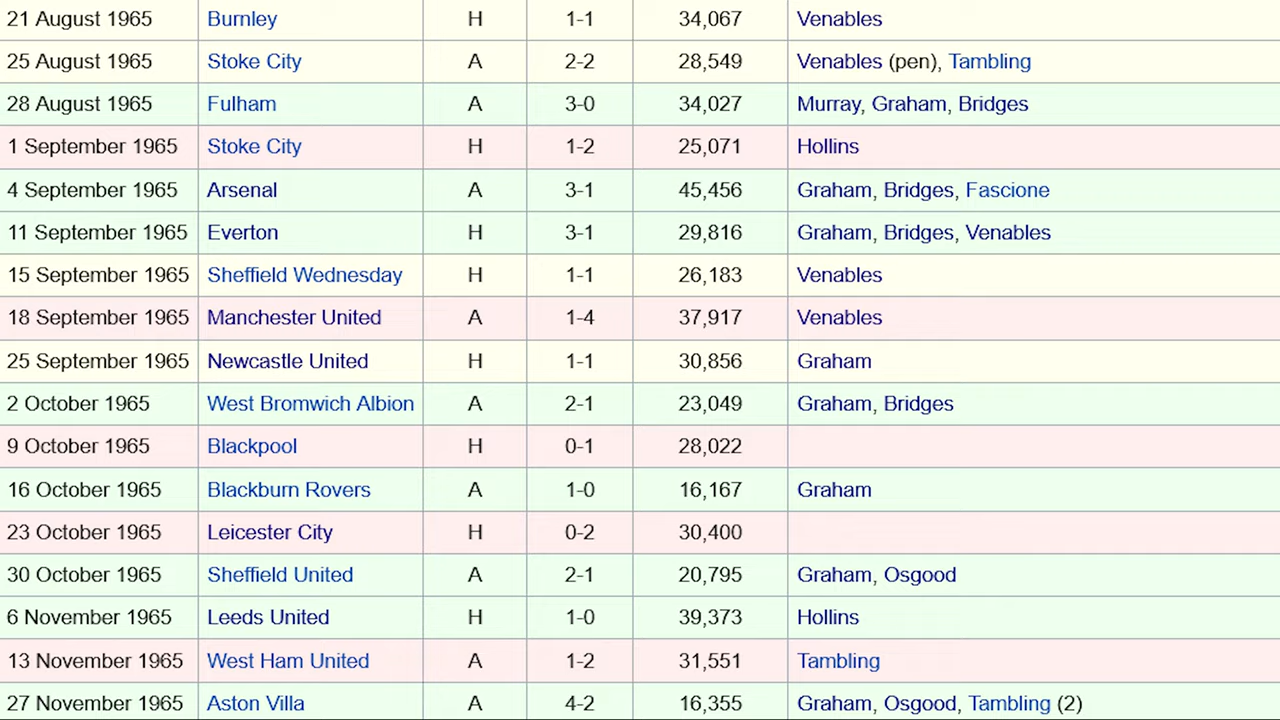 21 August 1965 Burnley H 1-1 34,067 Venables
25 August 1965 Stoke City A 2-2 28,549 Venables (pen), Tambling
28 August 1965 Fulham A 3-0 34,027 Murray, Graham, Bridges
1 September 1965 Stoke City H 1-2 25,071 Hollins
4 September 1965 Arsenal A 3-1 45,456 Graham, Bridges, Fascione
11 September 1965 Everton H 3-1 29,816 Graham, Bridges, Venables
15 September 1965 Sheffield Wednesday H 1-1 26,183 Venables
18 September 1965 Manchester United A 1-4 37,917 Venables
25 September 1965 Newcastle United H 1-1 30,856 Graham
2 October 1965 West Bromwich Albion A 2-1 23,049 Graham, Bridges
9 October 1965 Blackpool H 0-1 28,022
16 October 1965 Blackburn Rovers A 1-0 16,167 Graham
23 October 1965 Leicester City H 0-2 30,400
30 October 1965 Sheffield United A 2-1 20,795 Graham, Osgood
6 November 1965 Leeds United H 1-0 39,373 Hollins
13 November 1965 West Ham United A 1-2 31,551 Tambling
27 November 1965 Aston Villa A 4-2 16,355 Graham, Osgood, Tambling (2)